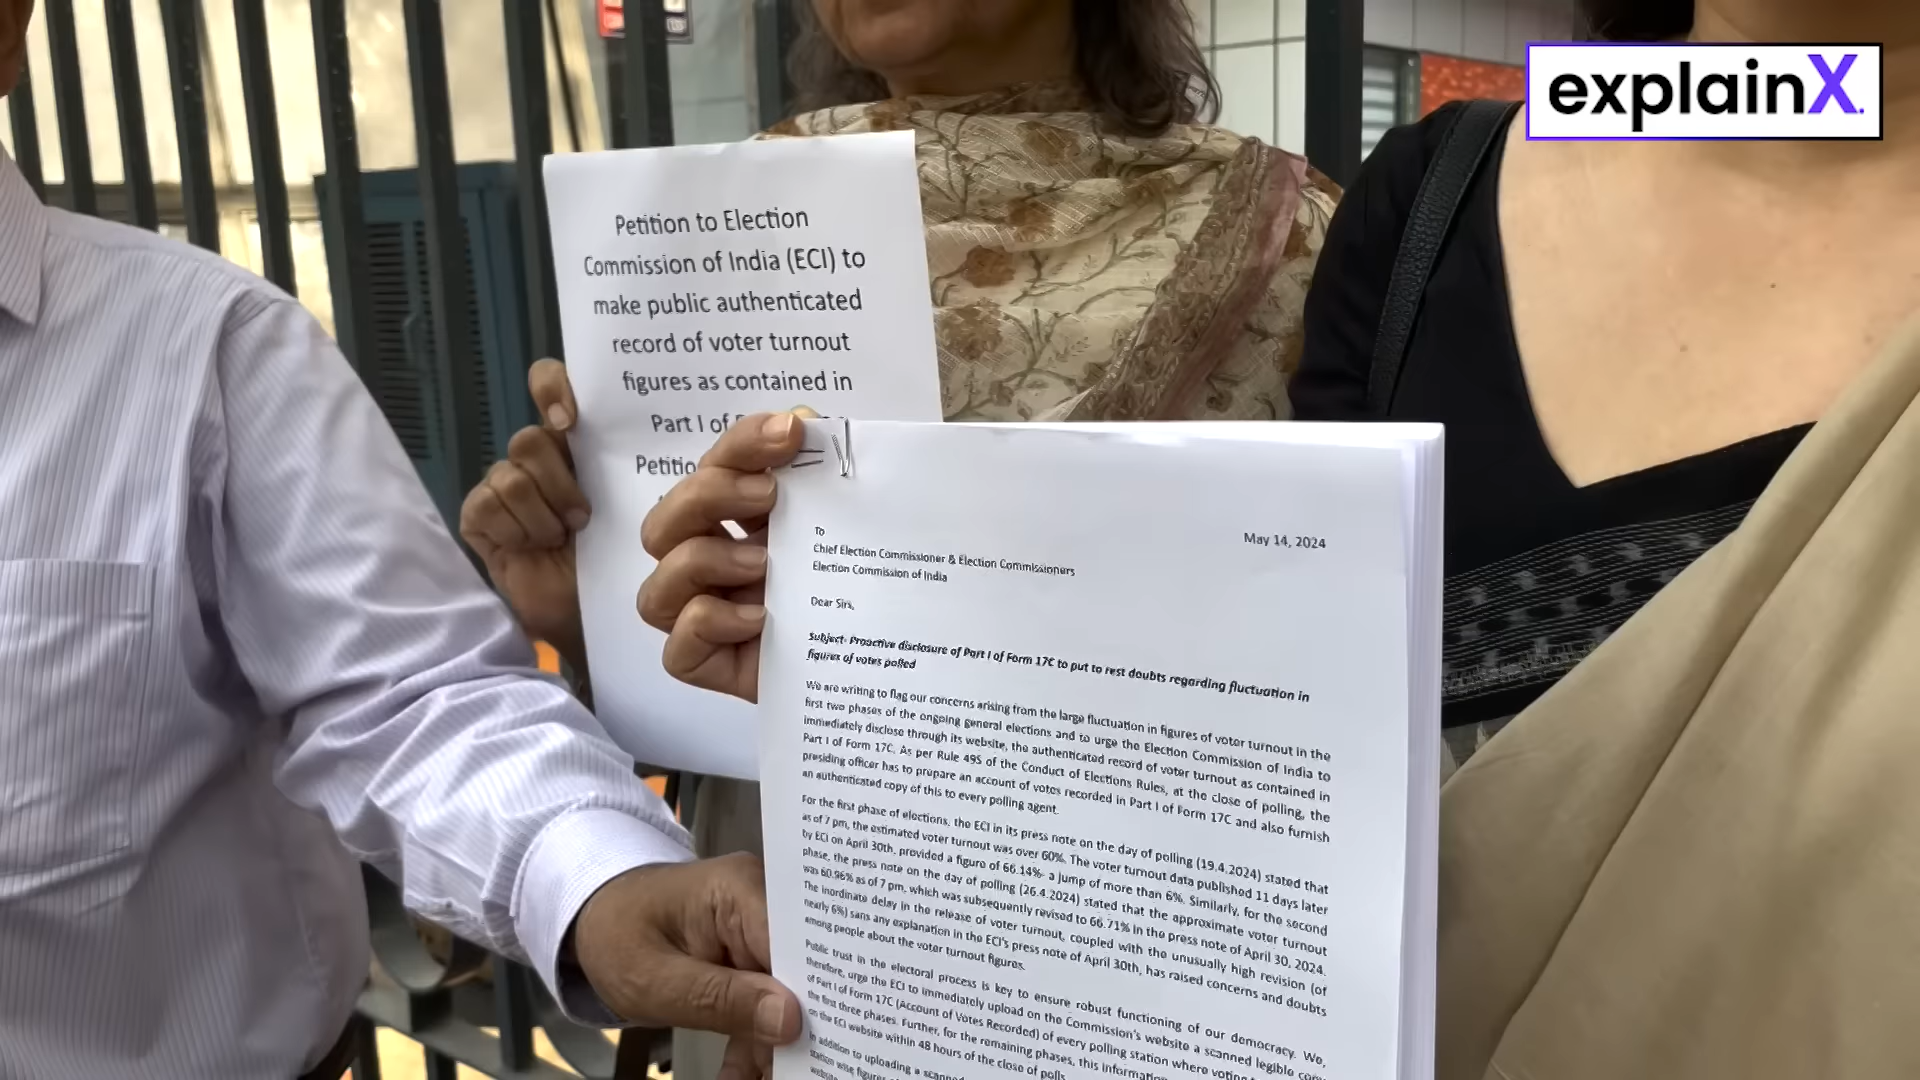 explainX.
Petition to Election
Commission of India (ECI) to
make public authenticated
record of voter turnout
figures as contained in
Part I of
Petitio
To
May 14, 2024
Chief Election Commissioner & Election Commissioners
Election Commission of India
Dear Sirs,
Subject- Proactive disclosure of Part I of Form 17C to put to rest doubts regarding fluctuation in
figures of votes polled
We are writing to flag our concerns arising from the large fluctuation in figures of voter turnout in the
first two phases of the ongoing general elections and to urge the Election Commission of India to
immediately disclose through its website, the authenticated record of voter turnout as contained in
Part I of Form 17C. As per Rule 49S of the Conduct of Elections Rules, at the close of polling, the
presiding officer has to prepare an account of votes recorded in Part I of Form 17C and also furnish
an authenticated copy of this to every polling agent.
For the first phase of elections, the ECI in its press note on the day of polling (19.4.2024) stated that
as of 7 pm, the estimated voter turnout was over 60%. The voter turnout data published 11 days later
by ECI on April 30th, provided a figure of 66.14%- a jump of more than 6%. Similarly, for the second
phase, the press note on the day of polling (26.4.2024) stated that the approximate voter turnout
was 60.96% as of 7 pm, which was subsequently revised to 66.71% in the press note of April 30, 2024.
The inordinate delay in the release of voter turnout, coupled with the unusually high revision (of
nearly 6%) sans any explanation in the ECI's press note of April 30th, has raised concerns and doubts
among people about the voter turnout figures.
Public trust in the electoral process is key to ensure robust functioning of our democracy. We,
therefore, urge the ECI to immediately upload on the Commission's website a scanned legible copy
of Part I of Form 17C (Account of Votes Recorded) of every polling station where voting
the first three phases. Further, for the remaining phases, this information
on the ECI website within 48 hours of the close of polls.
In addition to uploading a scanned
station wise figures
website